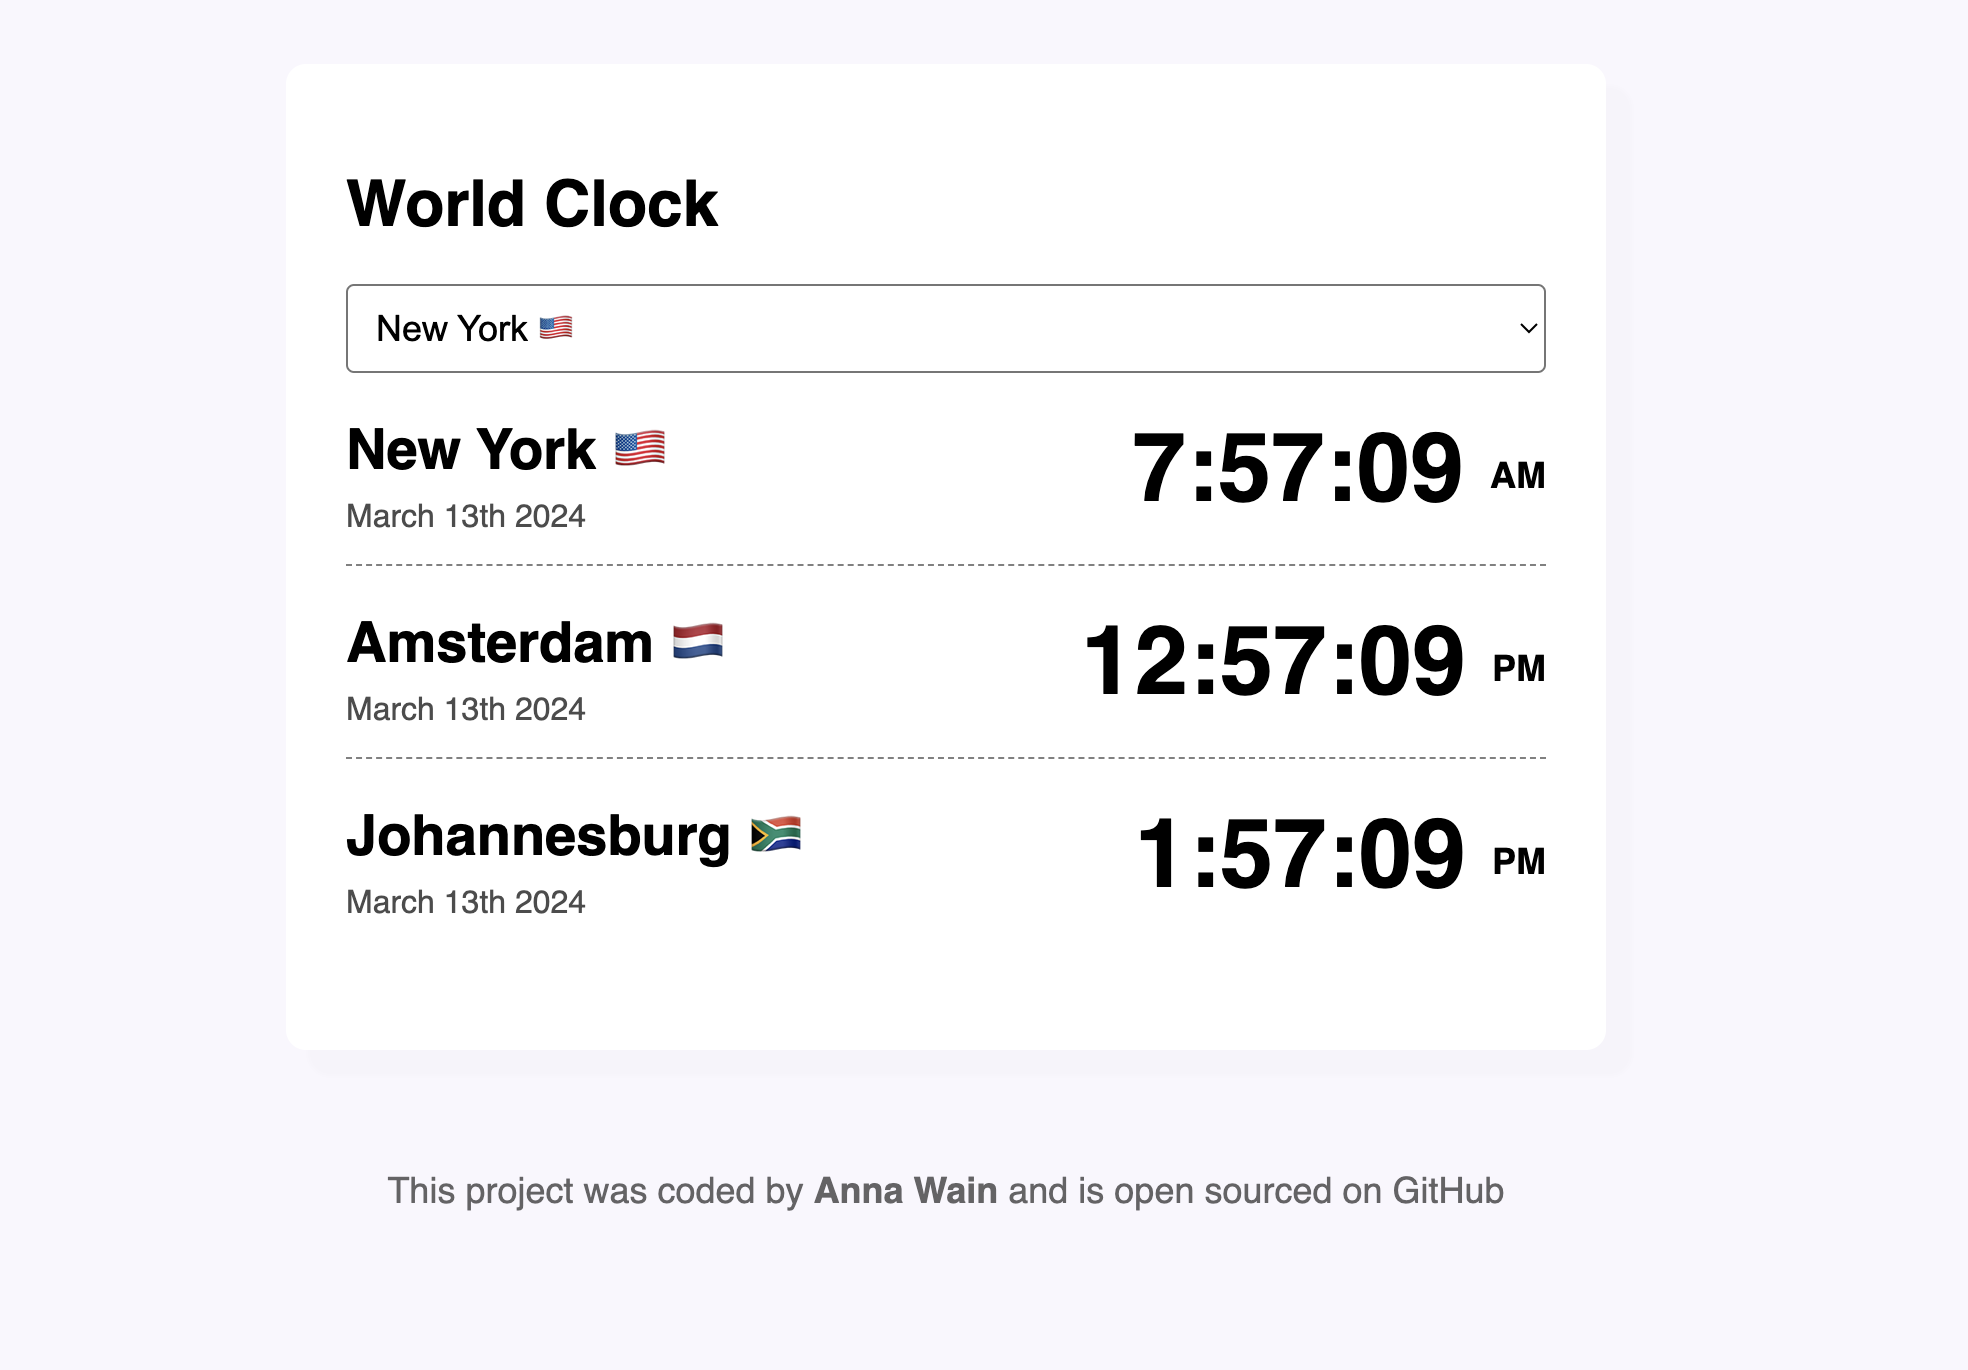 World Clock
New York 🇺🇸
New York 🇺🇸
7:57:09 AM
March 13th 2024
Amsterdam 🇳🇱
12:57:09 PM
March 13th 2024
Johannesburg 🇿🇦
1:57:09 PM
March 13th 2024
This project was coded by Anna Wain and is open sourced on GitHub